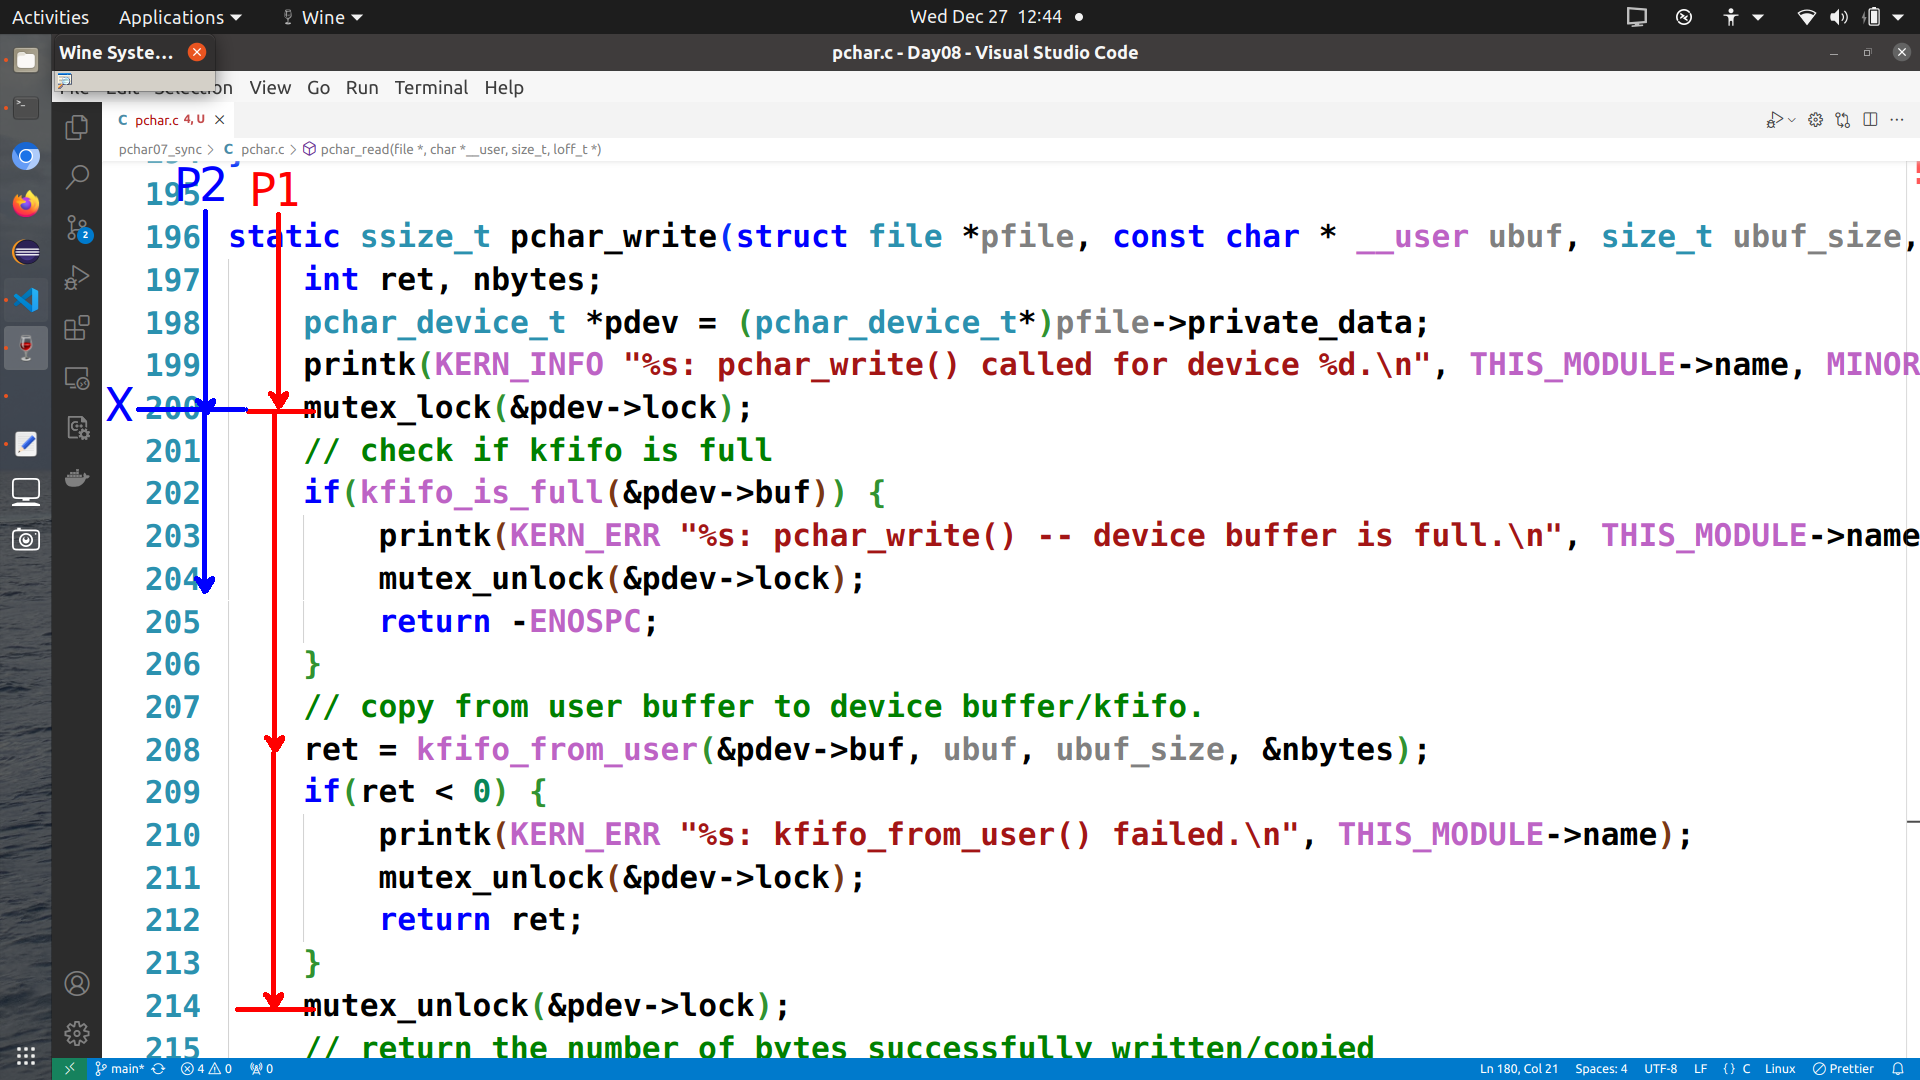 Activities Applications Wine Wed Dec 27 12:44
Wine Syste... pchar.c - Day08 - Visual Studio Code
File Edit Selection View Go Run Terminal Help
C pchar.c 4, U
pchar07_sync > C pchar.c > pchar_read(file *, char *__user, size_t, loff_t *)
P2 P1
195
196 static ssize_t pchar_write(struct file *pfile, const char * __user ubuf, size_t ubuf_size,
197 int ret, nbytes;
198 pchar_device_t *pdev = (pchar_device_t*)pfile->private_data;
199 printk(KERN_INFO "%s: pchar_write() called for device %d.\n", THIS_MODULE->name, MINOR
X 200 mutex_lock(&pdev->lock);
201 // check if kfifo is full
202 if(kfifo_is_full(&pdev->buf)) {
203 printk(KERN_ERR "%s: pchar_write() -- device buffer is full.\n", THIS_MODULE->name
204 mutex_unlock(&pdev->lock);
205 return -ENOSPC;
206 }
207 // copy from user buffer to device buffer/kfifo.
208 ret = kfifo_from_user(&pdev->buf, ubuf, ubuf_size, &nbytes);
209 if(ret < 0) {
210 printk(KERN_ERR "%s: kfifo_from_user() failed.\n", THIS_MODULE->name);
211 mutex_unlock(&pdev->lock);
212 return ret;
213 }
214 mutex_unlock(&pdev->lock);
215 // return the number of bytes successfully written/copied
2
main* 4 0 0 Ln 180, Col 21 Spaces: 4 UTF-8 LF {} C Linux Prettier